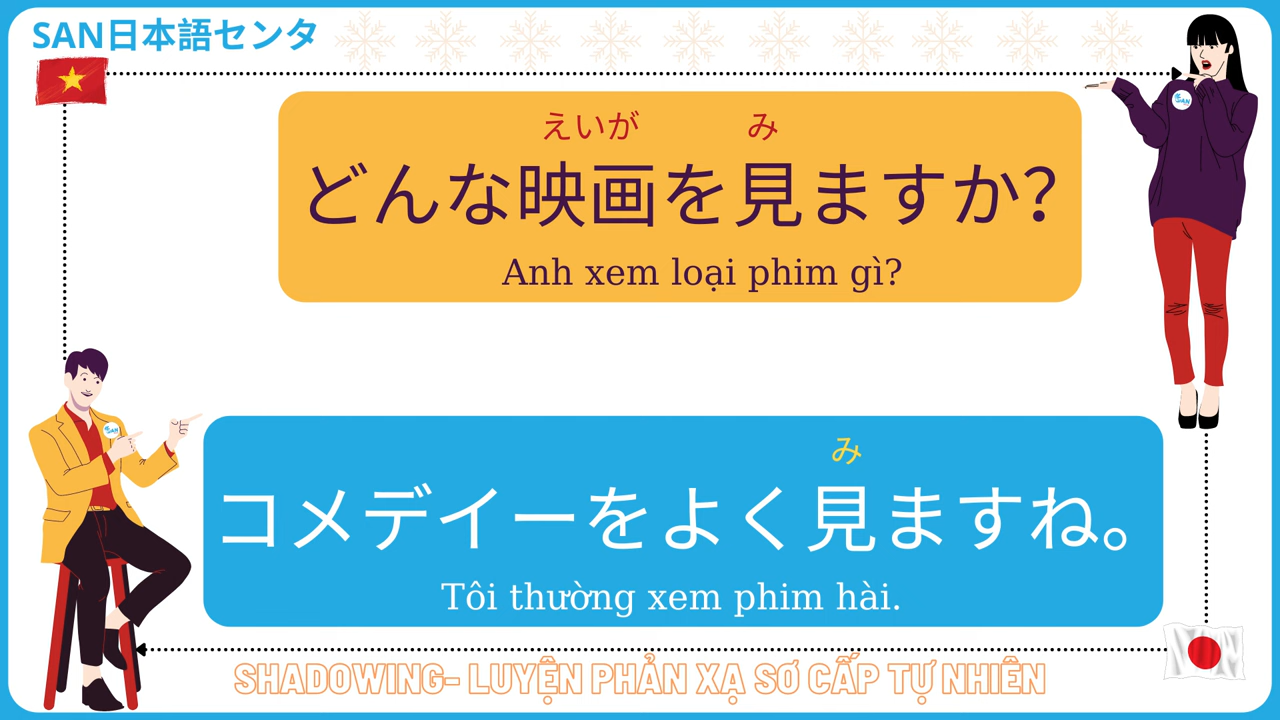 SAN日本語センタ
えいが み
どんな映画を見ますか?
Anh xem loại phim gì?
み
コメデイーをよく見ますね。
Tôi thường xem phim hài.
SHADOWING- LUYỆN PHẢN XẠ SƠ CẤP TỰ NHIÊN